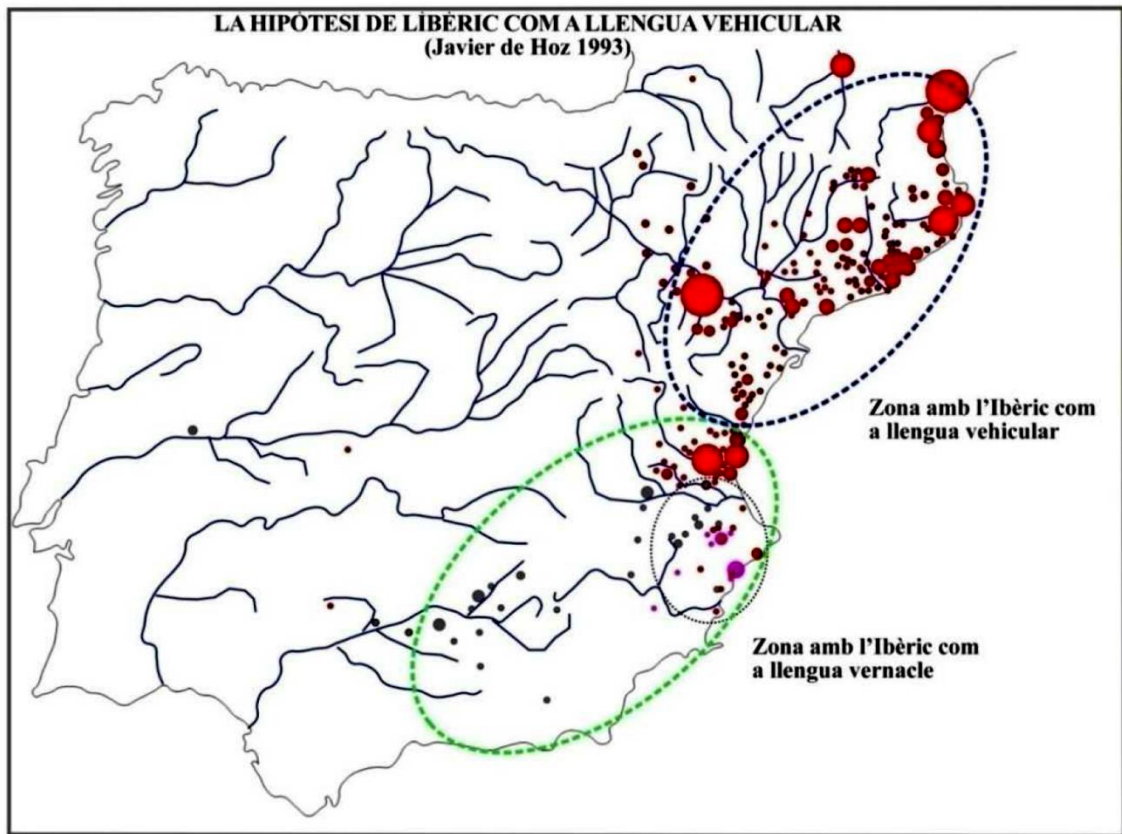 LA HIPÒTESI DE L'IBÈRIC COM A LLENGUA VEHICULAR
(Javier de Hoz 1993)
Zona amb l'Ibèric com
a llengua vehicular
Zona amb l'Ibèric com
a llengua vernacle